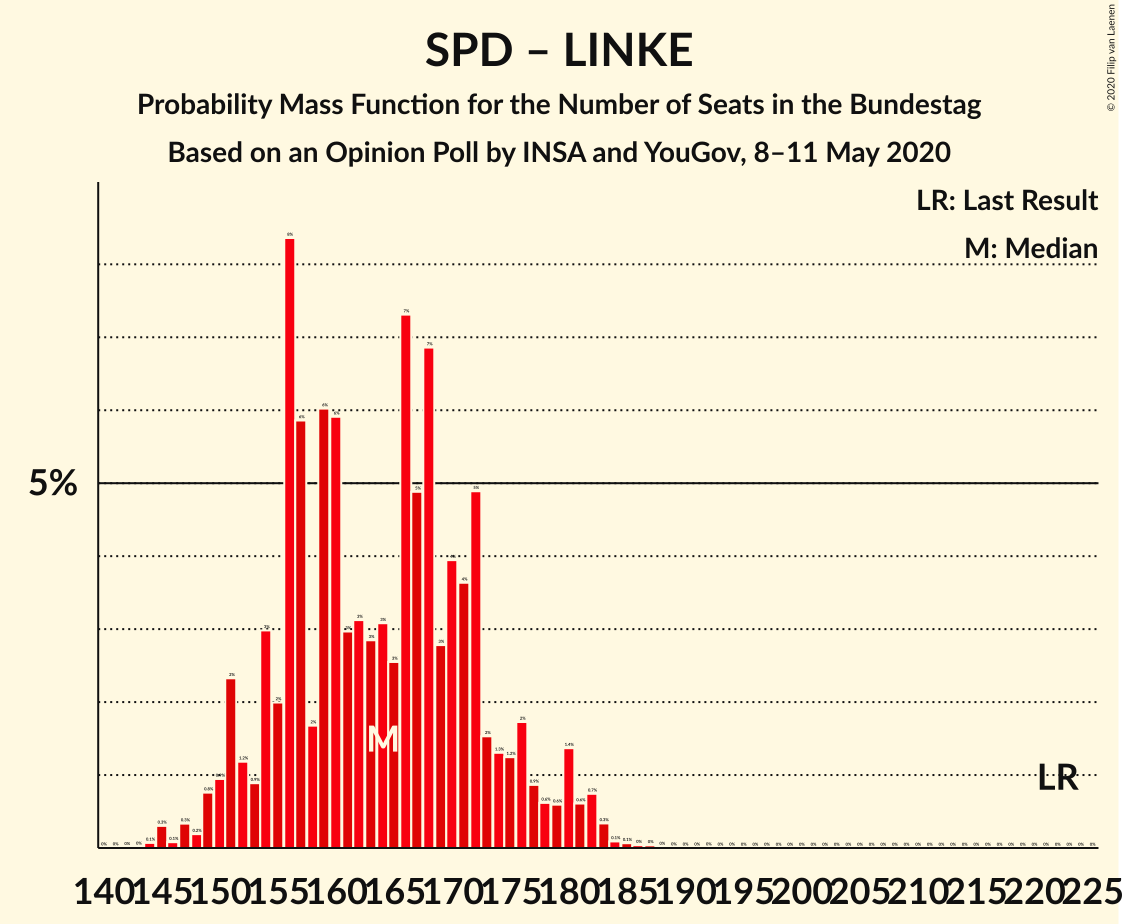 SPD – LINKE
Probability Mass Function for the Number of Seats in the Bundestag
Based on an Opinion Poll by INSA and YouGov, 8–11 May 2020
© 2020 Filip van Laenen
LR: Last Result
M: Median
5%
M
LR
140 145 150 155 160 165 170 175 180 185 190 195 200 205 210 215 220 225